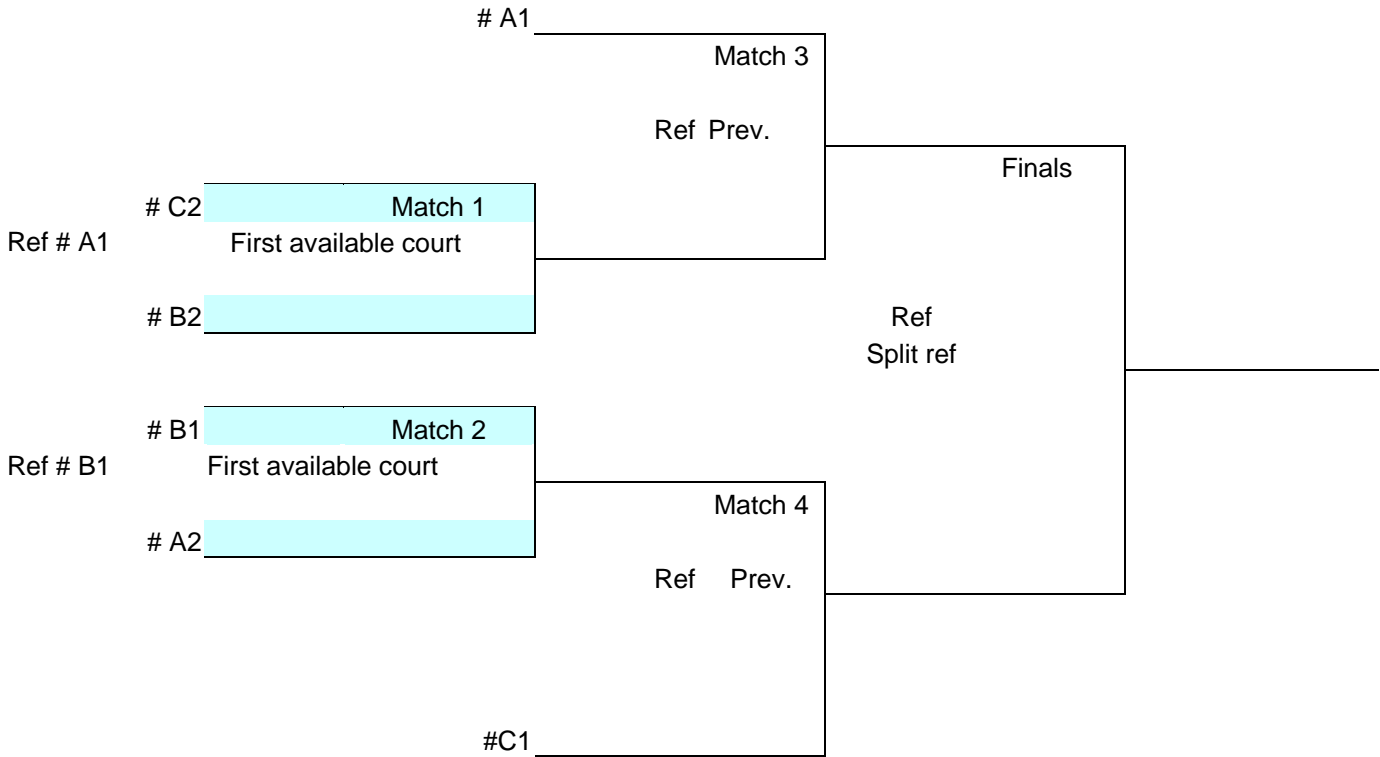 # A1
Match 3
Ref Prev.
Finals
# C2 Match 1
Ref # A1 First available court
# B2
Ref
Split ref
# B1 Match 2
Ref # B1 First available court
Match 4
# A2
Ref Prev.
#C1